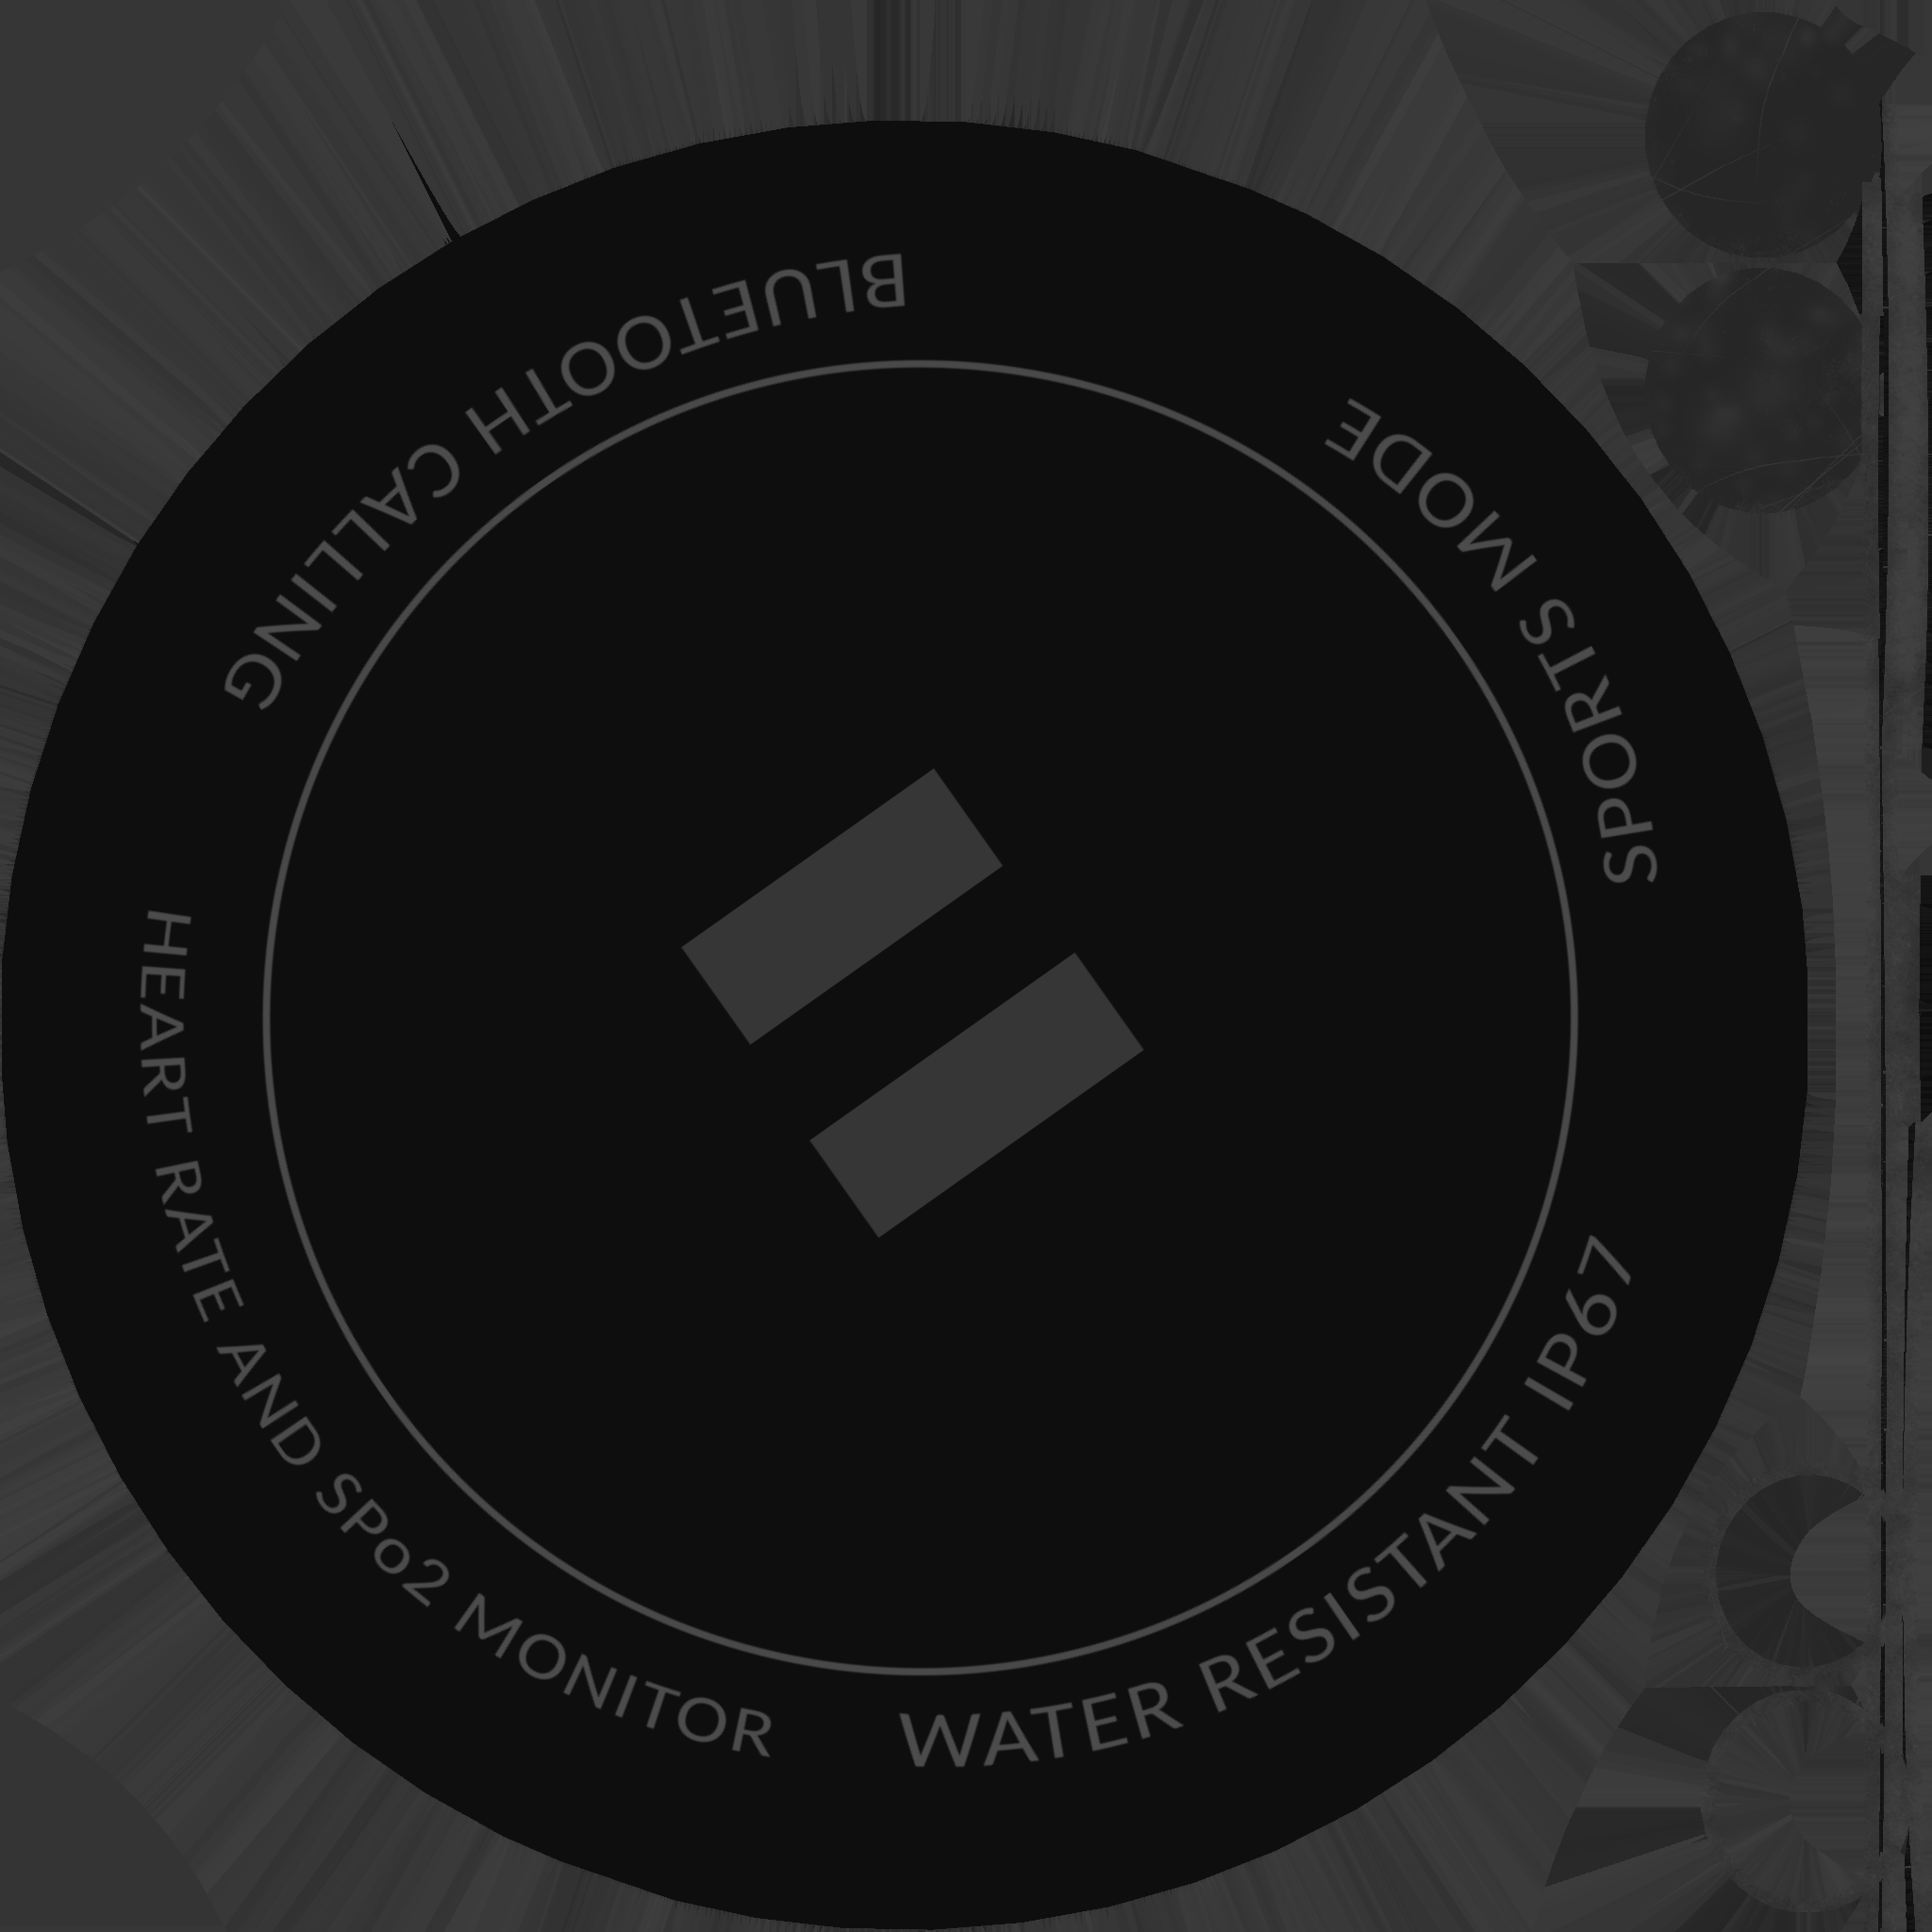 BLUETOOTH CALLING
SPORTS MODE
HEART RATE AND SPo2 MONITOR
WATER RESISTANT IP67